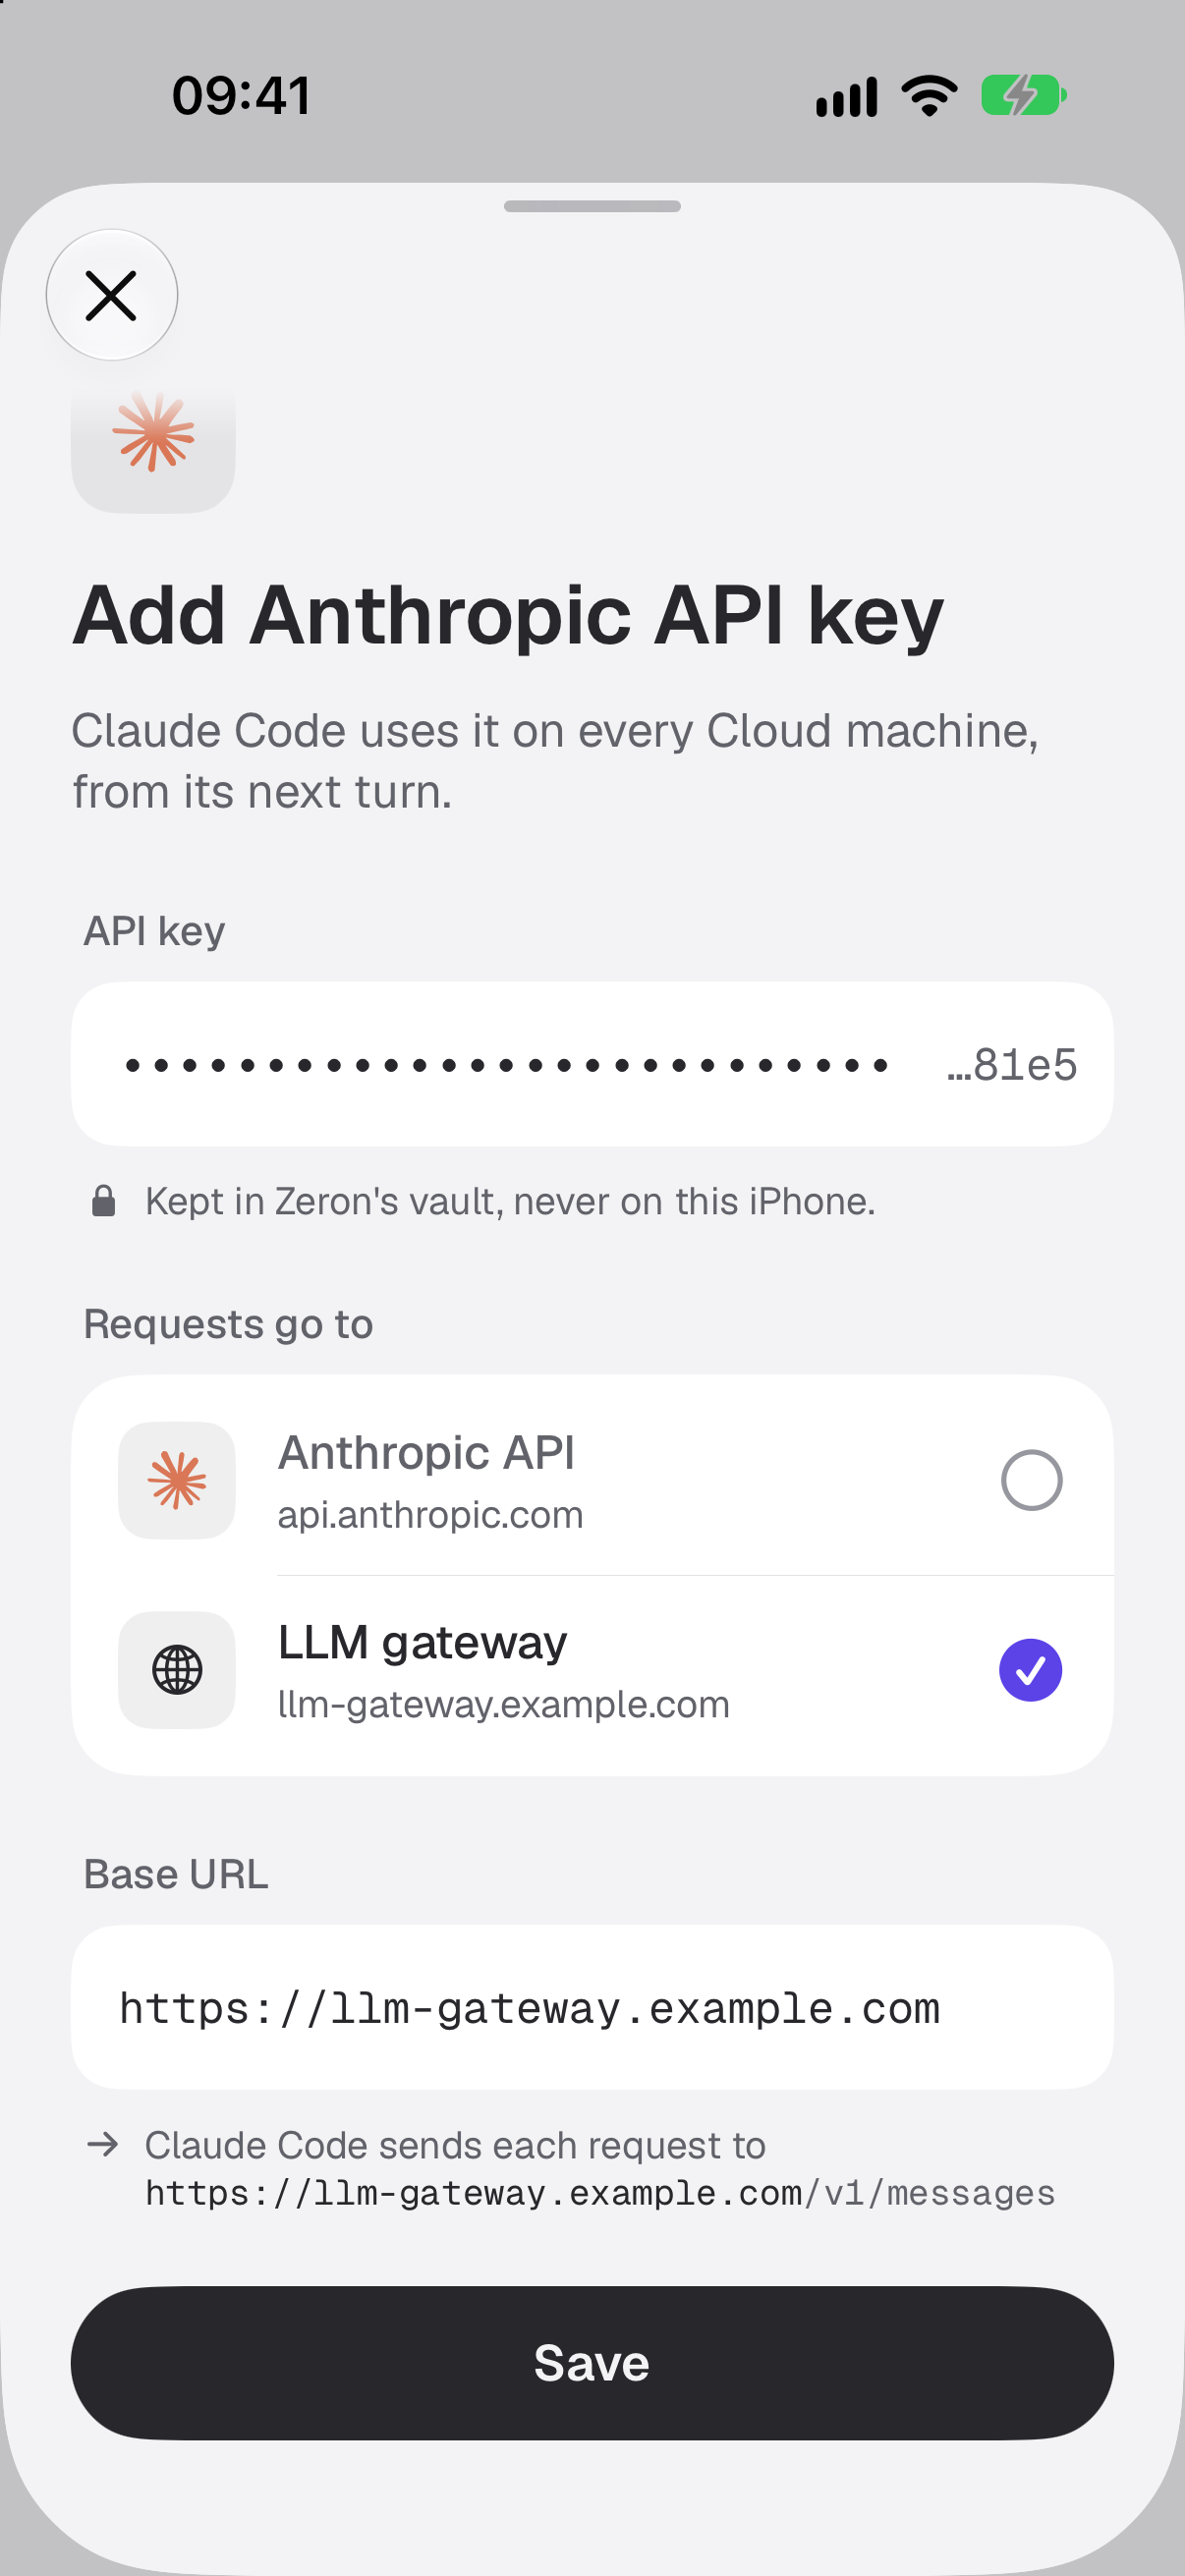 09:41
Add Anthropic API key
Claude Code uses it on every Cloud machine,
from its next turn.
API key
…81e5
Kept in Zeron's vault, never on this iPhone.
Requests go to
Anthropic API
api.anthropic.com
LLM gateway
llm-gateway.example.com
Base URL
https://llm-gateway.example.com
Claude Code sends each request to
https://llm-gateway.example.com/v1/messages
Save